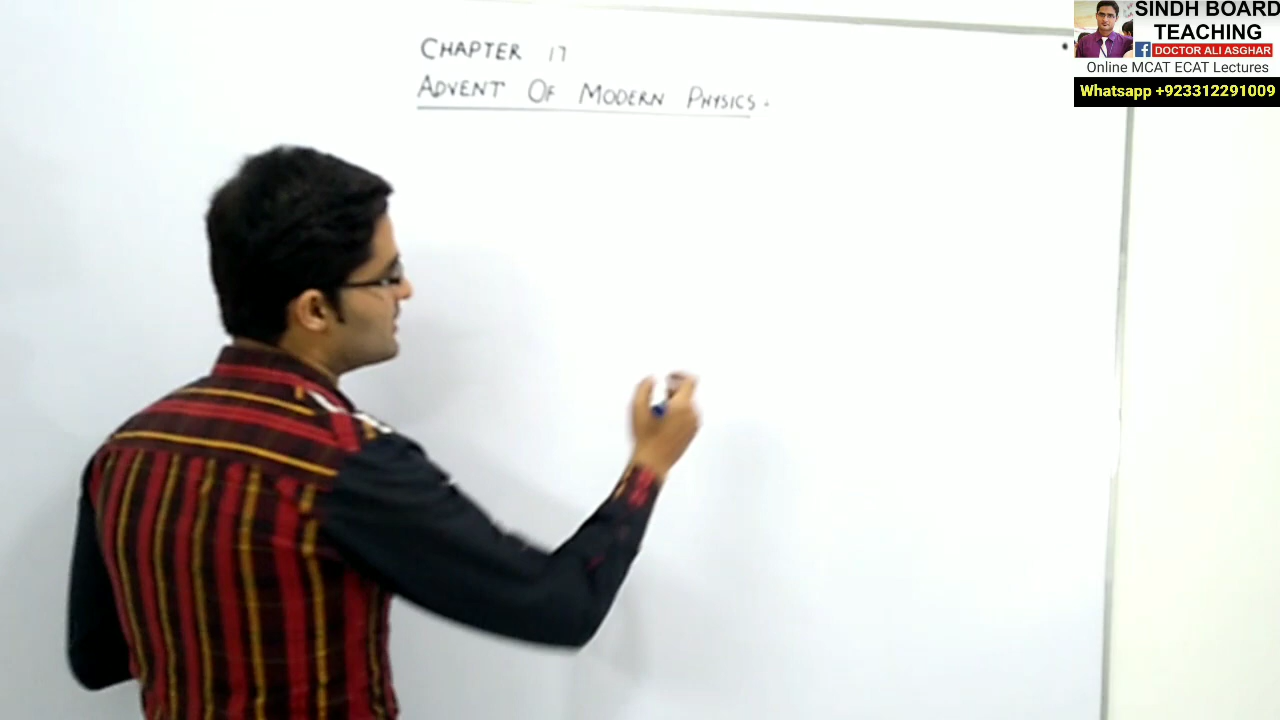 CHAPTER 17
ADVENT OF MODERN PHYSICS.
SINDH BOARD
TEACHING
f DOCTOR ALI ASGHAR
Online MCAT ECAT Lectures
Whatsapp +923312291009